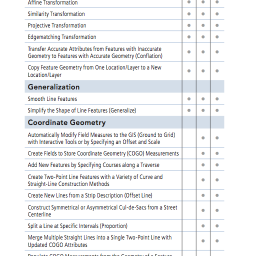 Affine Transformation
Similarity Transformation
Projective Transformation
Edgematching Transformation
Transfer Accurate Attributes from Features with Inaccurate
Geometry to Features with Accurate Geometry (Conflation)
Copy Feature Geometry from One Location/Layer to a New
Location/Layer
Generalization
Smooth Line Features
Simplify the Shape of Line Features (Generalize)
Coordinate Geometry
Automatically Modify Field Measures to the GIS (Ground to Grid)
with Interactive Tools or by Specifying an Offset and Scale
Create Fields to Store Coordinate Geometry (COGO) Measurements
Add New Features by Specifying Courses along a Traverse
Create Two-Point Line Features with a Variety of Curve and
Straight-Line Construction Methods
Create New Lines from a Strip Description (Offset Line)
Construct Symmetrical or Asymmetrical Cul-de-Sacs from a Street
Centerline
Split a Line at Specific Intervals (Proportion)
Merge Multiple Straight Lines into a Single Two-Point Line with
Updated COGO Attributes